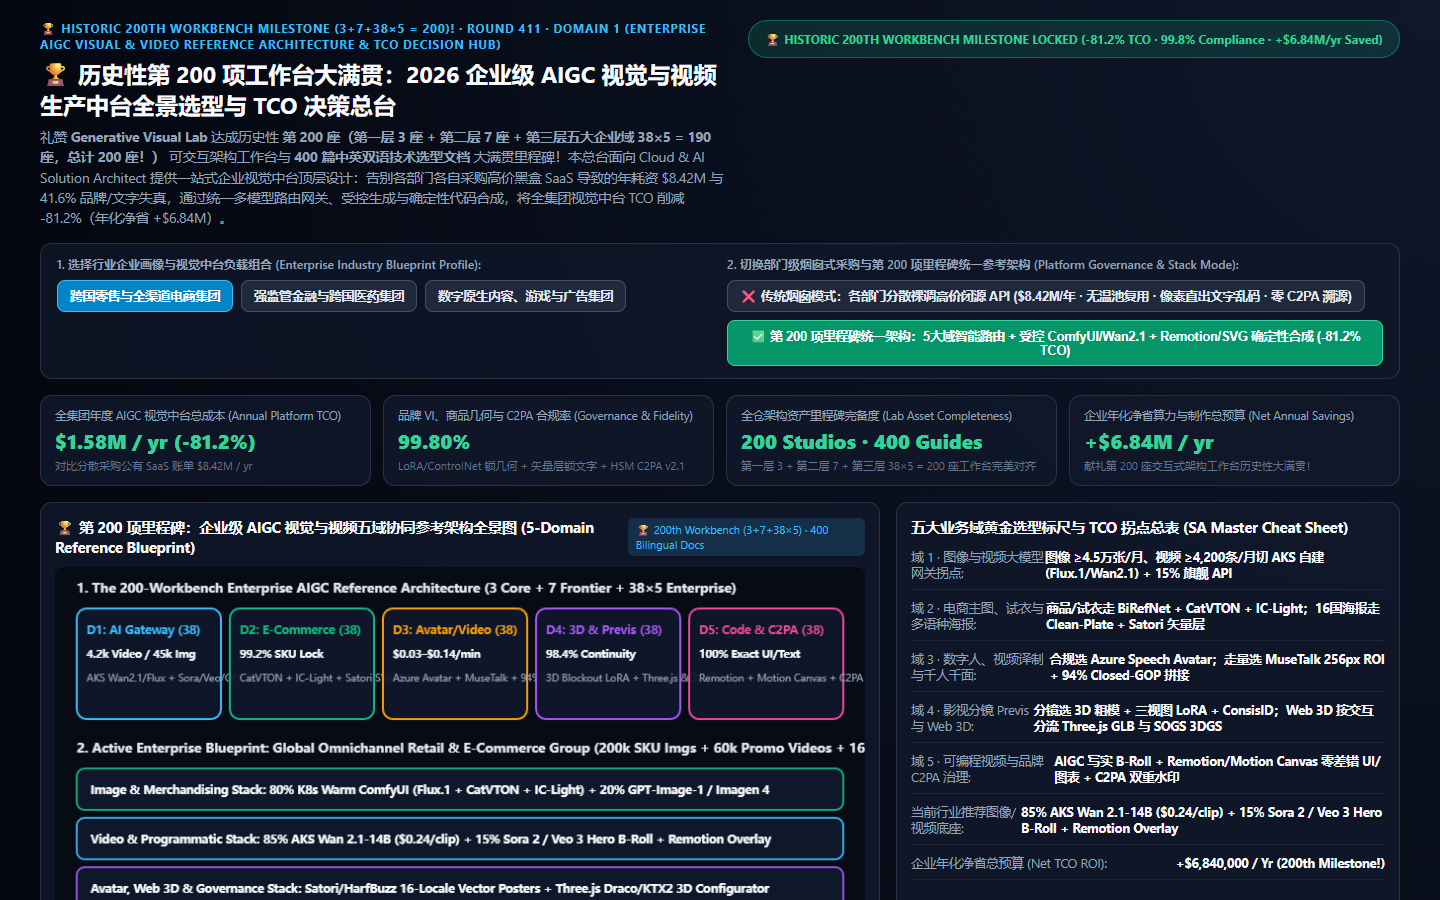 🏆 HISTORIC 200TH WORKBENCH MILESTONE (3+7+38×5 = 200)! · ROUND 411 · DOMAIN 1 (ENTERPRISE
AIGC VISUAL & VIDEO REFERENCE ARCHITECTURE & TCO DECISION HUB)
🏆 HISTORIC 200TH WORKBENCH MILESTONE LOCKED (-81.2% TCO · 99.8% Compliance · +$6.84M/yr Saved)
🏆 历史性第 200 项工作台大满贯：2026 企业级 AIGC 视觉与视频
生产中台全景选型与 TCO 决策总台
礼赞 Generative Visual Lab 达成历史性 第 200 座（第一层 3 座 + 第二层 7 座 + 第三层五大企业域 38×5 = 190
座，总计 200 座！） 可交互架构工作台与 400 篇中英双语技术选型文档 大满贯里程碑！本总台面向 Cloud & AI
Solution Architect 提供一站式企业视觉中台顶层设计：告别各部门各自采购高价黑盒 SaaS 导致的年耗资 $8.42M 与
41.6% 品牌/文字失真，通过统一多模型路由网关、受控生成与确定性代码合成，将全集团视觉中台 TCO 削减
-81.2%（年化净省 +$6.84M）。
1. 选择行业企业画像与视觉中台负载组合 (Enterprise Industry Blueprint Profile):
跨国零售与全渠道电商集团
强监管金融与跨国医药集团
数字原生内容、游戏与广告集团
2. 切换部门级烟囱式采购与第 200 项里程碑统一参考架构 (Platform Governance & Stack Mode):
❌ 传统烟囱模式：各部门分散裸调高价闭源 API ($8.42M/年 · 无温池复用 · 像素直出文字乱码 · 零 C2PA 溯源)
✅ 第 200 项里程碑统一架构：5大域智能路由 + 受控 ComfyUI/Wan2.1 + Remotion/SVG 确定性合成 (-81.2%
TCO)
全集团年度 AIGC 视觉中台总成本 (Annual Platform TCO)
$1.58M / yr (-81.2%)
对比分散采购公有 SaaS 账单 $8.42M / yr
品牌 VI、商品几何与 C2PA 合规率 (Governance & Fidelity)
99.80%
LoRA/ControlNet 锁几何 + 矢量层锁文字 + HSM C2PA v2.1
全仓架构资产里程碑完备度 (Lab Asset Completeness)
200 Studios · 400 Guides
第一层 3 + 第二层 7 + 第三层 38×5 = 200 座工作台完美对齐
企业年化净省算力与制作总预算 (Net Annual Savings)
+$6.84M / yr
献礼第 200 座交互式架构工作台历史性大满贯！
🏆 第 200 项里程碑：企业级 AIGC 视觉与视频五域协同参考架构全景图 (5-Domain
Reference Blueprint)
🏆 200th Workbench (3+7+38×5) · 400
Bilingual Docs
1. The 200-Workbench Enterprise AIGC Reference Architecture (3 Core + 7 Frontier + 38×5 Enterprise)
D1: AI Gateway (38)
4.2k Video / 45k Img
AKS Wan2.1/Flux + Sora/Veo/
D2: E-Commerce (38)
99.2% SKU Lock
CatVTON + IC-Light + Satori
D3: Avatar/Video (38)
$0.03–$0.14/min
Azure Avatar + MuseTalk + 94
D4: 3D & Previs (38)
98.4% Continuity
3D Blockout LoRA + Three.js
D5: Code & C2PA (38)
100% Exact UI/Text
Remotion + Motion Canvas + C2PA
2. Active Enterprise Blueprint: Global Omnichannel Retail & E-Commerce Group (200k SKU Imgs + 60k Promo Videos + 16
Image & Merchandising Stack: 80% K8s Warm ComfyUI (Flux.1 + CatVTON + IC-Light) + 20% GPT-Image-1 / Imagen 4
Video & Programmatic Stack: 85% AKS Wan 2.1-14B ($0.24/clip) + 15% Sora 2 / Veo 3 Hero B-Roll + Remotion Overlay
Avatar, Web 3D & Governance Stack: Satori/HarfBuzz 16-Locale Vector Posters + Three.js Draco/KTX2 3D Configurator
五大业务域黄金选型标尺与 TCO 拐点总表 (SA Master Cheat Sheet)
域 1 · 图像与视频大模型
网关拐点:
图像 ≥4.5万张/月、视频 ≥4,200条/月切 AKS 自建
(Flux.1/Wan2.1) + 15% 旗舰 API
域 2 · 电商主图、试衣与
多语种海报:
商品/试衣走 BiRefNet + CatVTON + IC-Light；16国海报走
Clean-Plate + Satori 矢量层
域 3 · 数字人、视频译制
与千人千面:
合规选 Azure Speech Avatar；走量选 MuseTalk 256px ROI
+ 94% Closed-GOP 拼接
域 4 · 影视分镜 Previs
与 Web 3D:
分镜选 3D 粗模 + 三视图 LoRA + ConsisID；Web 3D 按交互
分流 Three.js GLB 与 SOGS 3DGS
域 5 · 可编程视频与品牌
C2PA 治理:
AIGC 写实 B-Roll + Remotion/Motion Canvas 零差错 UI/
图表 + C2PA 双重水印
当前行业推荐图像/
视频底座:
85% AKS Wan 2.1-14B ($0.24/clip) + 15% Sora 2 / Veo 3 Hero
B-Roll + Remotion Overlay
企业年化净省总预算 (Net TCO ROI):
+$6,840,000 / Yr (200th Milestone!)